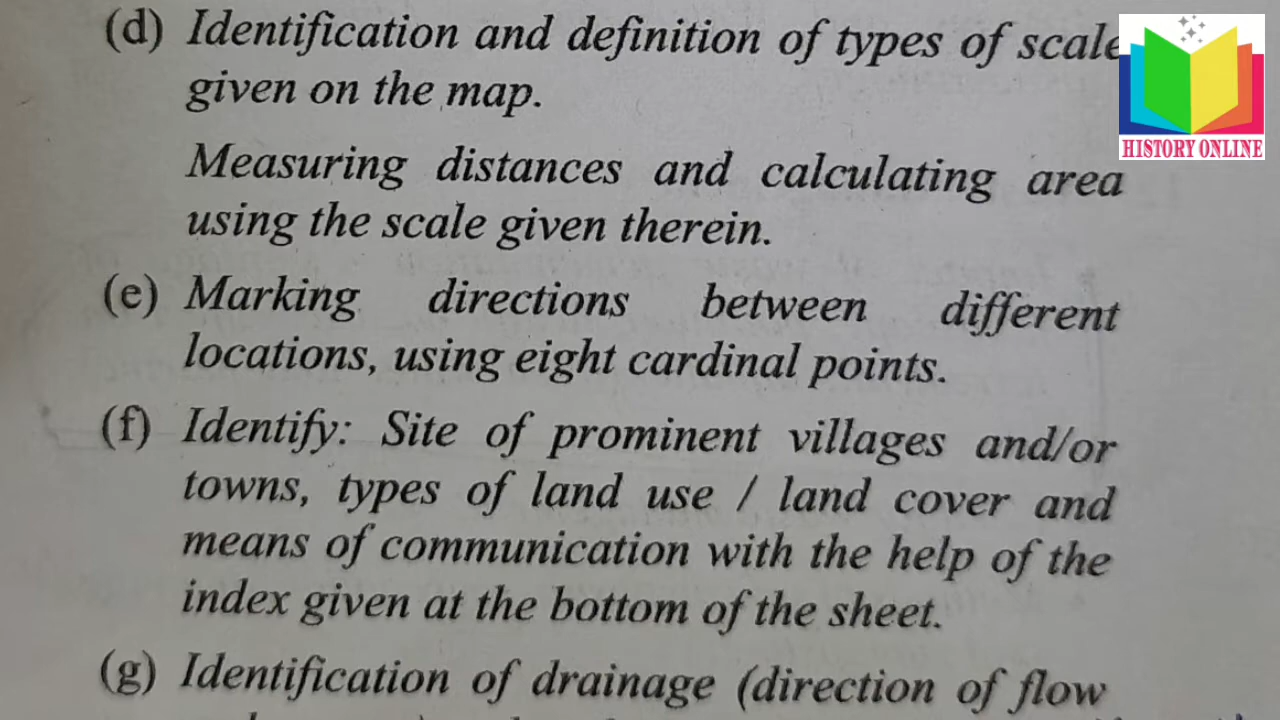 (d) Identification and definition of types of scale
given on the map.
Measuring distances and calculating area
using the scale given therein.
(e) Marking directions between different
locations, using eight cardinal points.
(f) Identify: Site of prominent villages and/or
towns, types of land use / land cover and
means of communication with the help of the
index given at the bottom of the sheet.
(g) Identification of drainage (direction of flow
HISTORY ONLINE